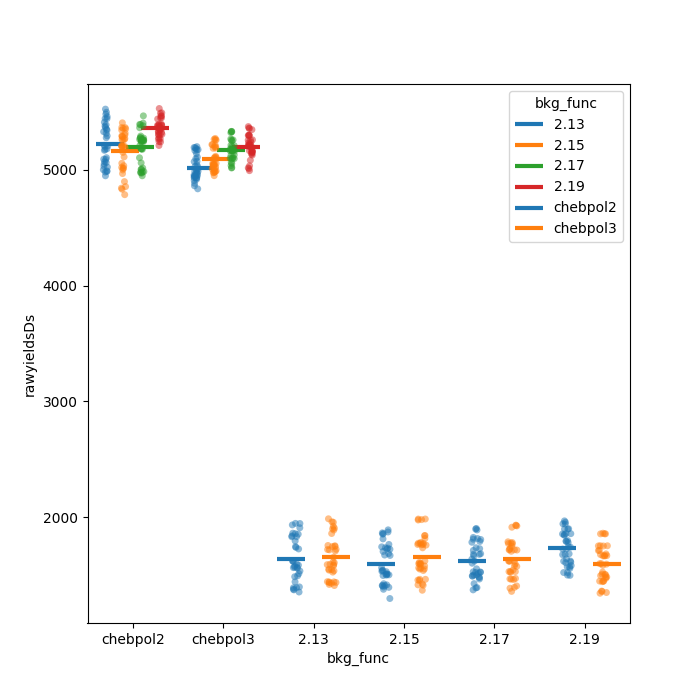 bkg_func
2.13
2.15
2.17
2.19
chebpol2
chebpol3
5000
4000
3000
2000
rawyieldsDs
chebpol2 chebpol3 2.13 2.15 2.17 2.19
bkg_func